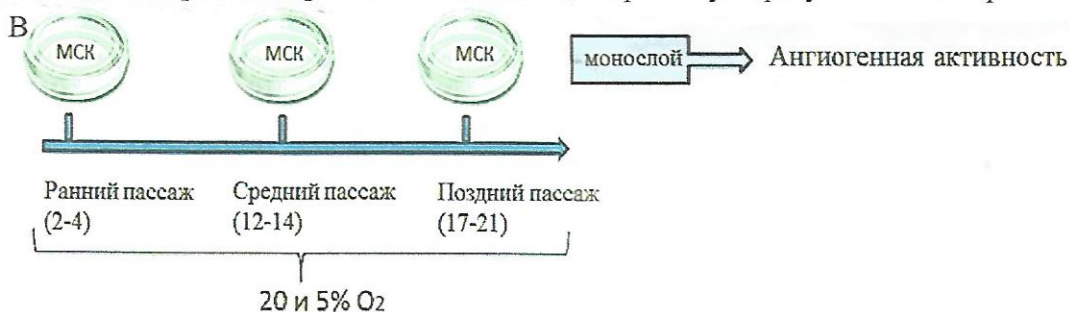 В
МСК МСК МСК
монослой
Ангиогенная активность
Ранний пассаж Средний пассаж Поздний пассаж
(2-4) (12-14) (17-21)
20 и 5% O2